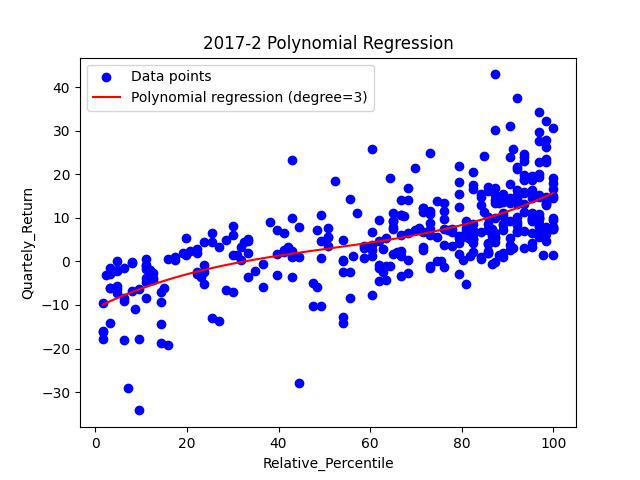 2017-2 Polynomial Regression
Data points
Polynomial regression (degree=3)
40
30
20
10
0
−10
−20
−30
Quartely_Return
0 20 40 60 80 100
Relative_Percentile